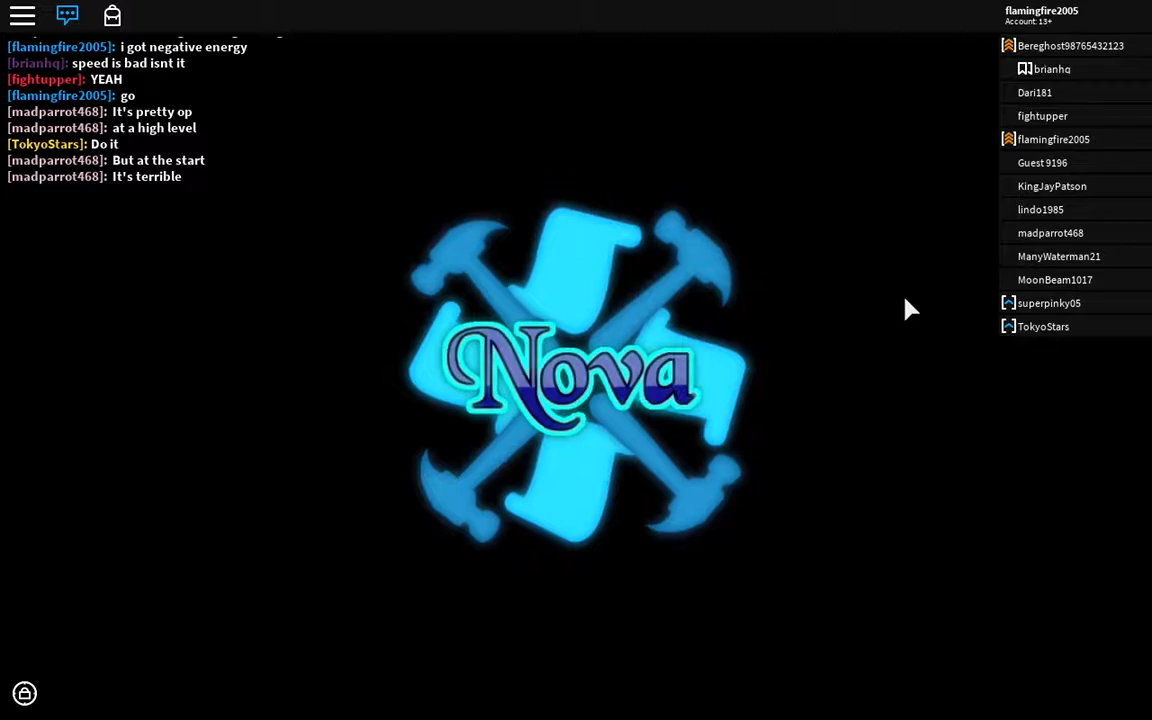 flamingfire2005
Account: 13+
[flamingfire2005]: i got negative energy
[brianhq]: speed is bad isnt it
[fightupper]: YEAH
[flamingfire2005]: go
[madparrot468]: It's pretty op
[madparrot468]: at a high level
[TokyoStars]: Do it
[madparrot468]: But at the start
[madparrot468]: It's terrible
Nova
Bereghost98765432123
brianhq
Dari181
fightupper
flamingfire2005
Guest 9196
KingJayPatson
lindo1985
madparrot468
ManyWaterman21
MoonBeam1017
superpinky05
TokyoStars